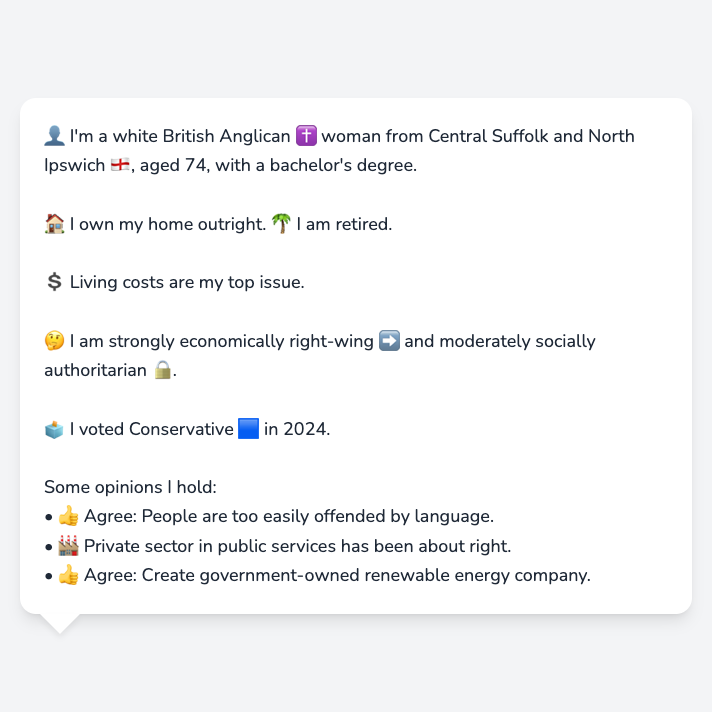 👤 I'm a white British Anglican ✝️ woman from Central Suffolk and North
Ipswich 🏴󠁧󠁢󠁥󠁮󠁧󠁿, aged 74, with a bachelor's degree.
🏠 I own my home outright. 🌴 I am retired.
💲 Living costs are my top issue.
🤔 I am strongly economically right-wing ➡️ and moderately socially
authoritarian 🔒.
🗳️ I voted Conservative 🟦 in 2024.
Some opinions I hold:
• 👍 Agree: People are too easily offended by language.
• 🏭 Private sector in public services has been about right.
• 👍 Agree: Create government-owned renewable energy company.